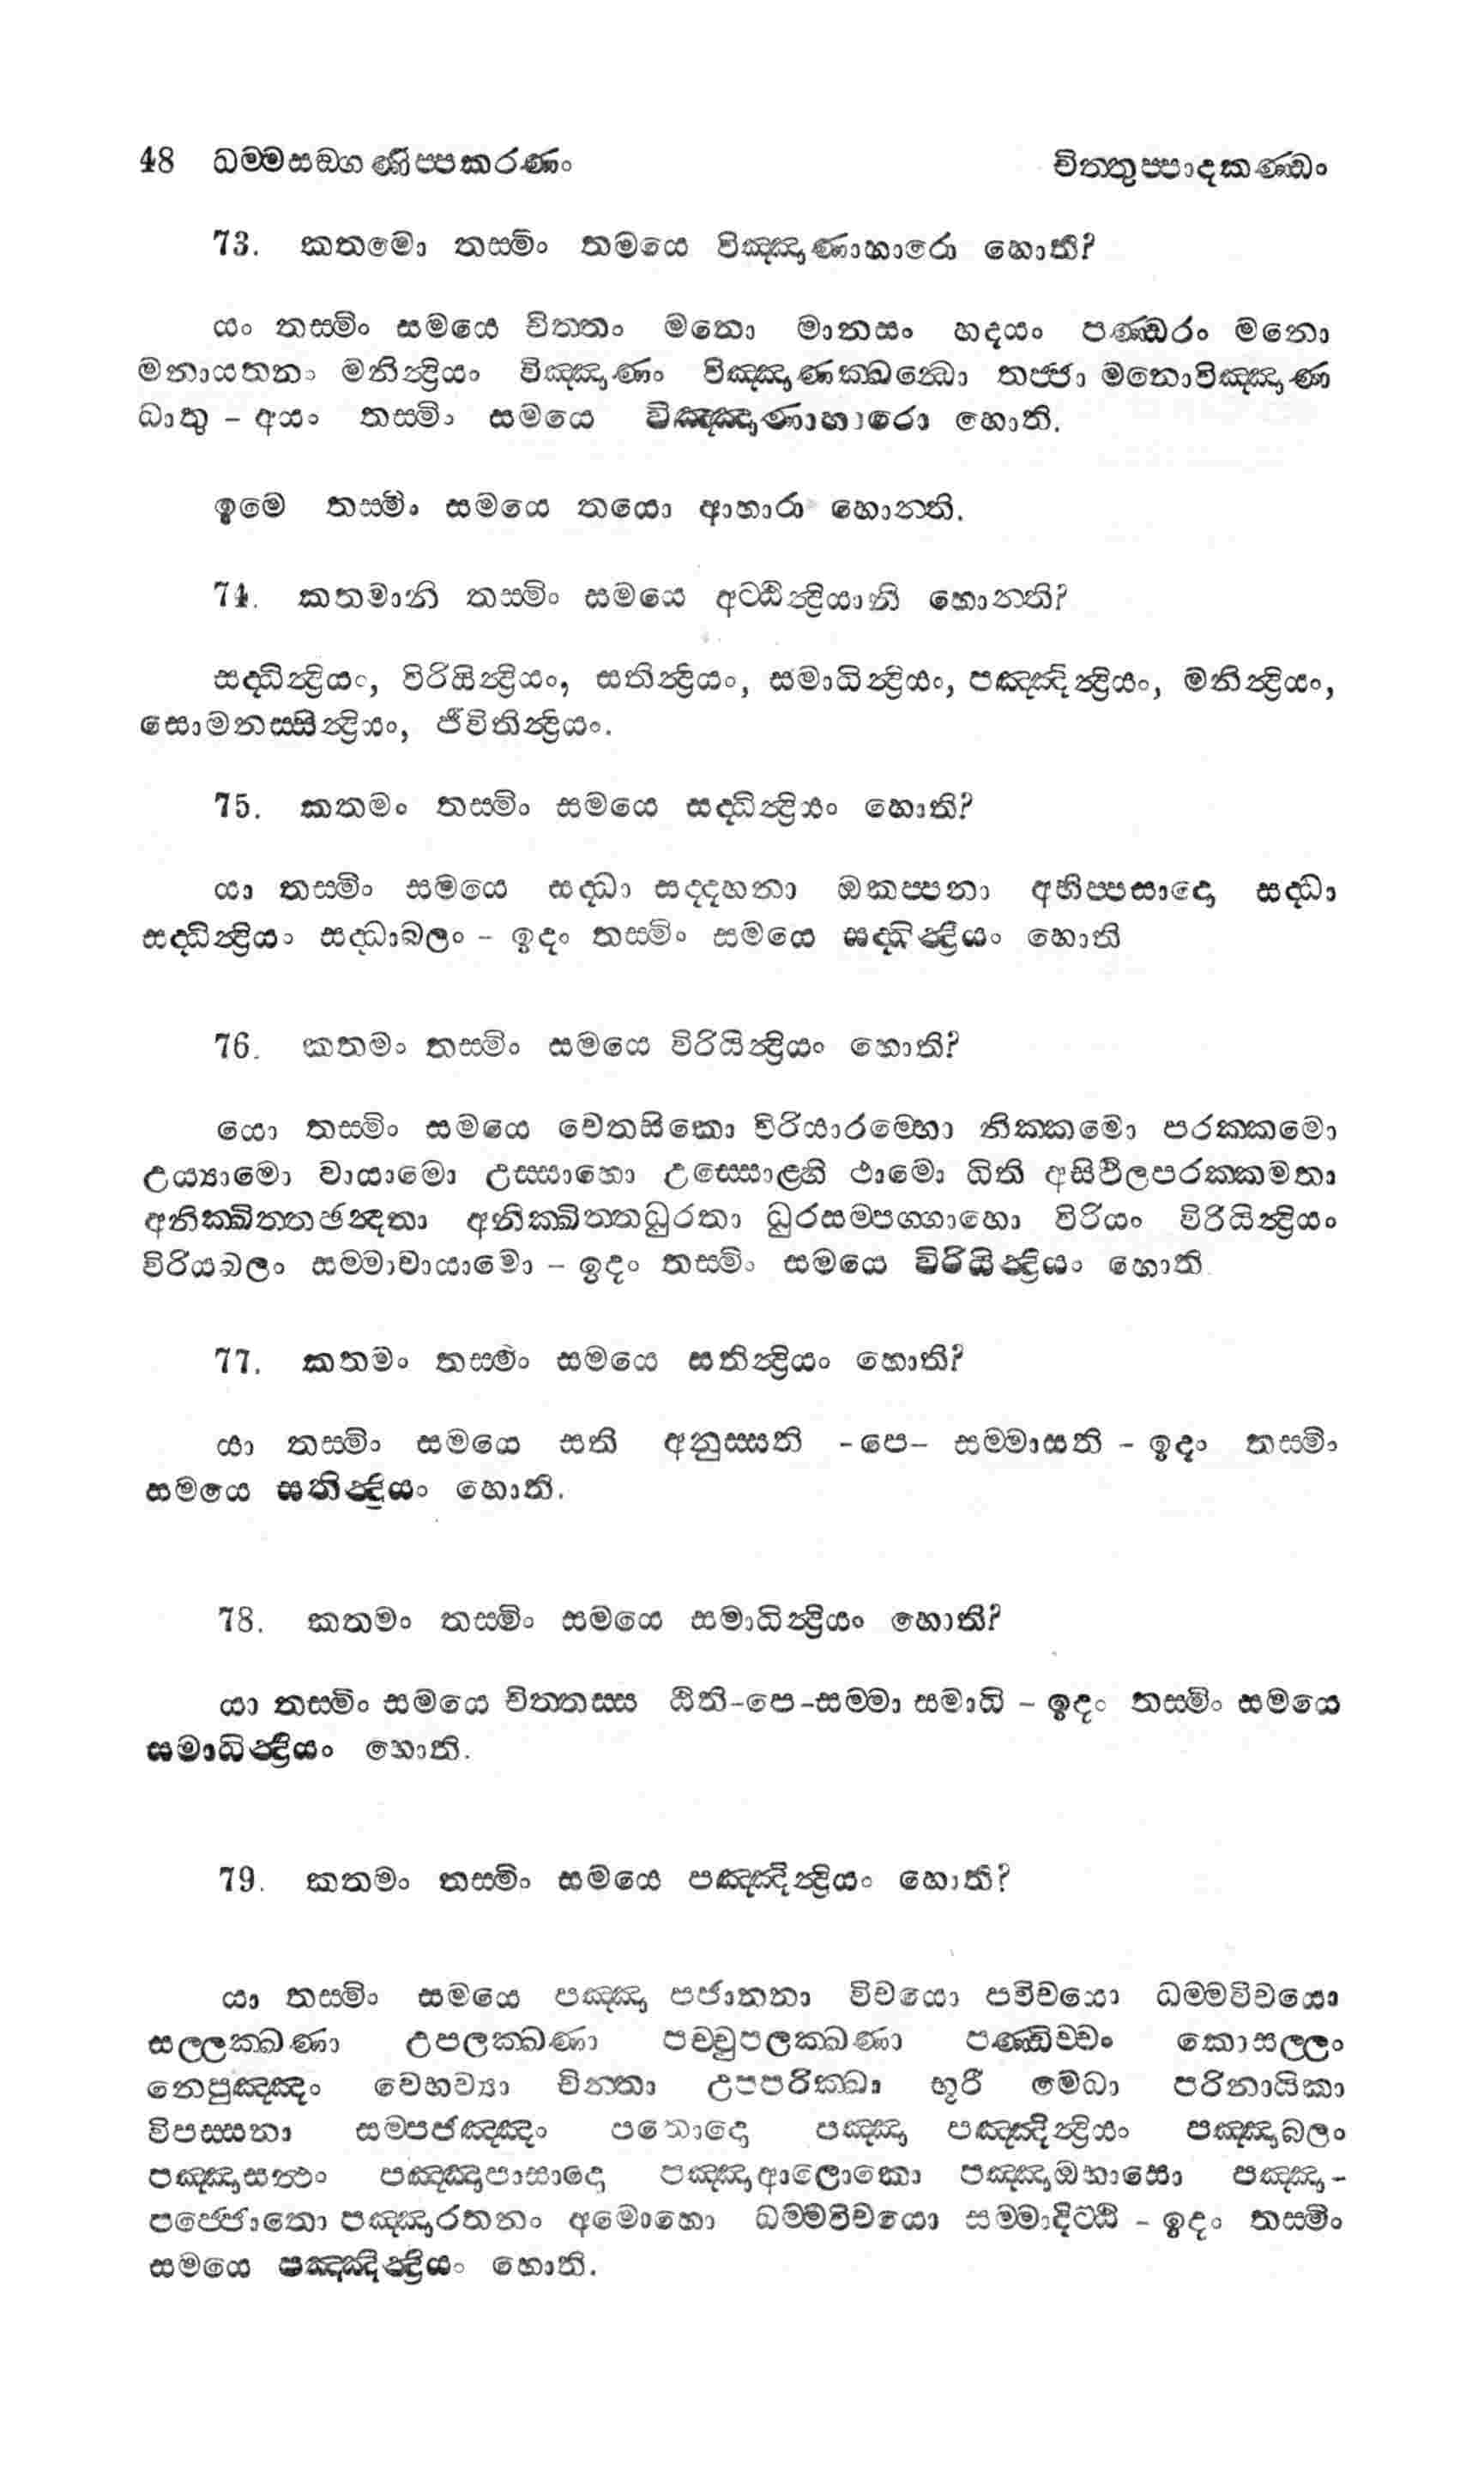 48 ධම්මසඞ්ගණිප්පකරණං චිත්තුප්පාදකණ්ඩං
73. කතමො තස්මිං තමයෙ විඤ්ඤාණාහාරො හොති?
යං තස්මිං සමයෙ චිත්තං මනො මානසං හදයං පණ්ඩරං මනො
මනායතනං මනින්ද්‍රියං විඤ්ඤාණං විඤ්ඤාණක්ඛන්ධො තජ්ජා මනොවිඤ්ඤාණ
ධාතු - අයං තස්මිං සමයෙ විඤ්ඤාණාහාරො හොති.
ඉමෙ තස්මිං සමයෙ තයො ආහාරා හොන්ති.
74. කතමානි තස්මිං සමයෙ අට්ඨින්ද්‍රියානි හොන්ති?
සද්ධින්ද්‍රියං, විරියින්ද්‍රියං, සතින්ද්‍රියං, සමාධින්ද්‍රියං, පඤ්ඤින්ද්‍රියං, මනින්ද්‍රියං,
සොමනස්සින්ද්‍රියං, ජීවිතින්ද්‍රියං.
75. කතමං තස්මිං සමයෙ සද්ධින්ද්‍රියං හොති?
යා තස්මිං සමයෙ සද්ධා සද්දහනා ඔකප්පනා අභිප්පසාදො සද්ධා
සද්ධින්ද්‍රියං සද්ධාබලං - ඉදං තස්මිං සමයෙ සද්ධින්ද්‍රියං හොති
76. කතමං තස්මිං සමයෙ විරියින්ද්‍රියං හොති?
යො තස්මිං සමයෙ චෙතසිකො විරියාරම්භො නික්කමො පරක්කමො
උය්‍යාමො වායාමො උස්සාහො උස්සොළ්හි ථාමො ඨිති අසිථිලපරක්කමතා
අනික්ඛිත්තඡන්දතා අනික්ඛිත්තධුරතා ධුරසම්පග්ගාහො විරියං විරියින්ද්‍රියං
විරියබලං සම්මාවායාමො - ඉදං තස්මිං සමයෙ විරියින්ද්‍රියං හොති.
77. කතමං තස්මිං සමයෙ සතින්ද්‍රියං හොති?
යා තස්මිං සමයෙ සති අනුස්සති -පෙ- සම්මාසති - ඉදං තස්මිං
සමයෙ සතින්ද්‍රියං හොති.
78. කතමං තස්මිං සමයෙ සමාධින්ද්‍රියං හොති?
යා තස්මිං සමයෙ චිත්තස්ස ඨිති-පෙ-සම්මා සමාධි - ඉදං තස්මිං සමයෙ
සමාධින්ද්‍රියං හොති.
79. කතමං තස්මිං සමයෙ පඤ්ඤින්ද්‍රියං හොති?
යා තස්මිං සමයෙ පඤ්ඤා පජානනා විචයො පවිචයො ධම්මවිචයො
සල්ලක්ඛණා උපලක්ඛණා පච්චුපලක්ඛණා පණ්ඩිච්චං කොසල්ලං
නෙපුඤ්ඤං වෙභව්‍යා චින්තා උපපරික්ඛා භූරි මෙධා පරිනායිකා
විපස්සනා සම්පජඤ්ඤං පතොදො පඤ්ඤා පඤ්ඤින්ද්‍රියං පඤ්ඤාබලං
පඤ්ඤාසත්ථං පඤ්ඤාපාසාදො පඤ්ඤාආලොකො පඤ්ඤාඔභාසො පඤ්ඤා-
පජ්ජොතො පඤ්ඤාරතනං අමොහො ධම්මවිචයො සම්මාදිට්ඨි - ඉදං තස්මිං
සමයෙ පඤ්ඤින්ද්‍රියං හොති.